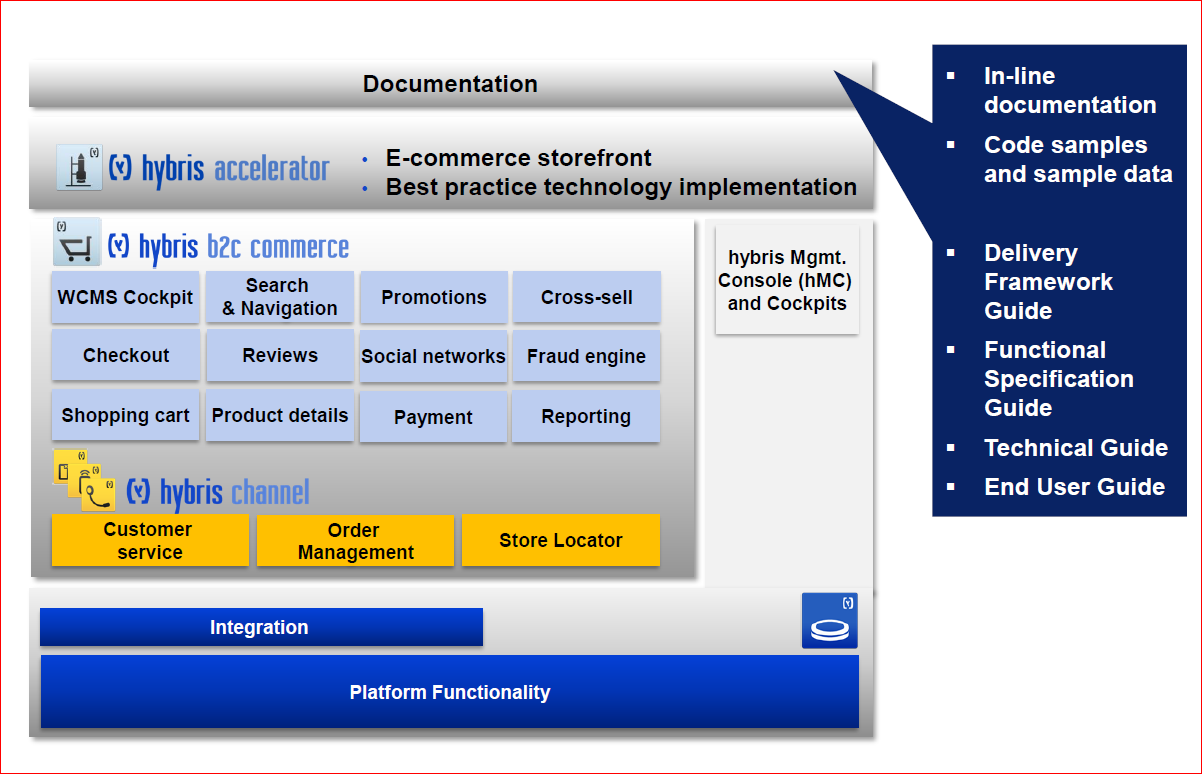 Documentation
hybris accelerator
• E-commerce storefront
• Best practice technology implementation
hybris b2c commerce
WCMS Cockpit
Search
& Navigation
Promotions
Cross-sell
Checkout
Reviews
Social networks
Fraud engine
Shopping cart
Product details
Payment
Reporting
hybris channel
Customer
service
Order
Management
Store Locator
hybris Mgmt.
Console (hMC)
and Cockpits
Integration
Platform Functionality
▪ In-line
documentation
▪ Code samples
and sample data
▪ Delivery
Framework
Guide
▪ Functional
Specification
Guide
▪ Technical Guide
▪ End User Guide